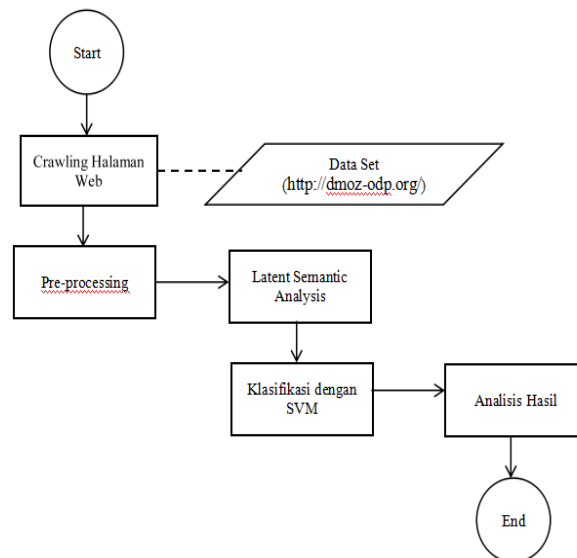 Start
Crawling Halaman
Web
Data Set
(http://dmoz-odp.org/)
Pre-processing
Latent Semantic
Analysis
Klasifikasi dengan
SVM
Analisis Hasil
End